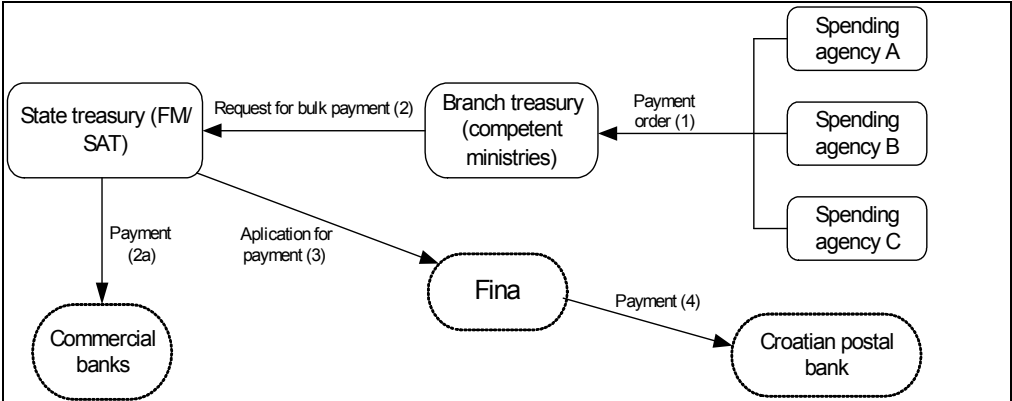 Spending
agency A
State treasury (FM/
SAT)
Request for bulk payment (2)
Branch treasury
(competent
ministries)
Payment
order (1)
Spending
agency B
Spending
agency C
Payment
(2a)
Aplication for
payment (3)
Fina
Payment (4)
Commercial
banks
Croatian postal
bank